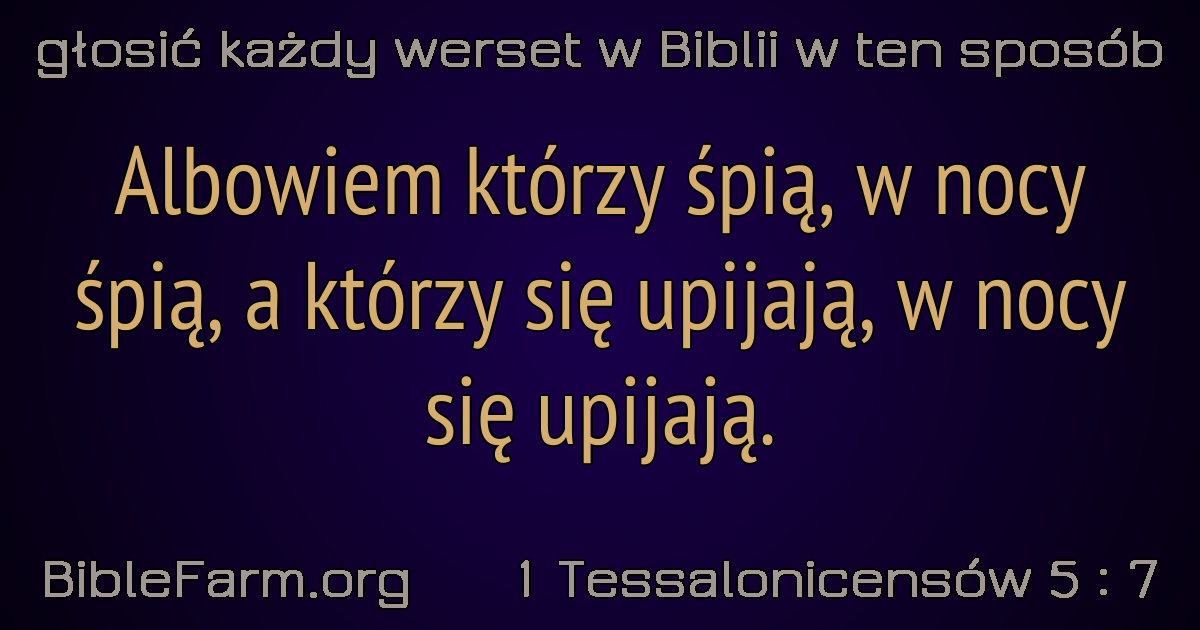 głosić każdy werset w Biblii w ten sposób
Albowiem którzy śpią, w nocy
śpią, a którzy się upijają, w nocy
się upijają.
BibleFarm.org 1 Tessalonicensów 5 : 7